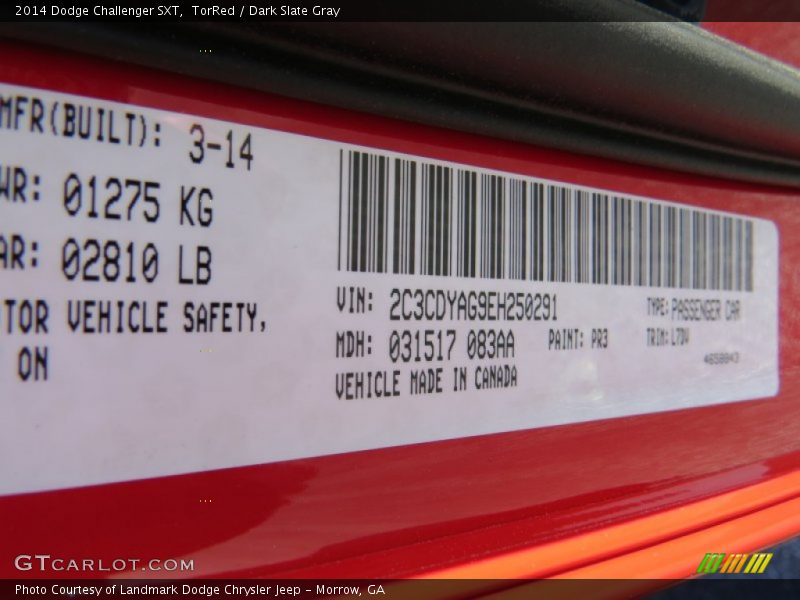 2014 Dodge Challenger SXT,  TorRed / Dark Slate Gray
MFR(BUILT): 3-14
WR: 01275 KG
AR: 02810 LB
TOR VEHICLE SAFETY,
ON
VIN: 2C3CDYAG9EH250291
TYPE: PASSENGER CAR
MDH: 031517 083AA
PAINT: PR3
TRIM: L7DV
VEHICLE MADE IN CANADA
4658043
GTCARLOT.COM
Photo Courtesy of Landmark Dodge Chrysler Jeep - Morrow, GA